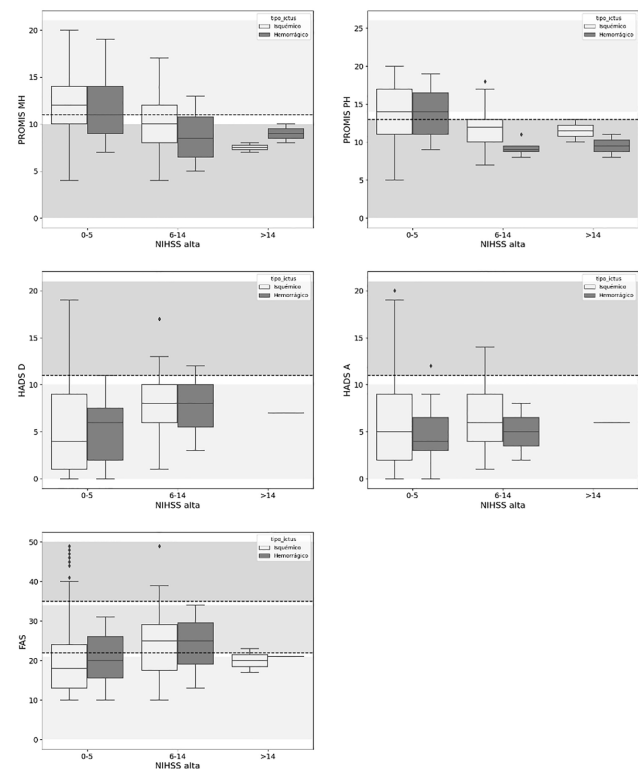 tipo_ictus
Isquémico
Hemorrágico
20
15
10
5
0
PROMIS MH
0-5
6-14
>14
NIHSS alta
tipo_ictus
Isquémico
Hemorrágico
25
20
15
10
5
0
PROMIS PH
0-5
6-14
>14
NIHSS alta
tipo_ictus
Isquémico
Hemorrágico
20
15
10
5
0
HADS D
0-5
6-14
>14
NIHSS alta
tipo_ictus
Isquémico
Hemorrágico
20
15
10
5
0
HADS A
0-5
6-14
>14
NIHSS alta
tipo_ictus
Isquémico
Hemorrágico
50
40
30
20
10
0
FAS
0-5
6-14
>14
NIHSS alta